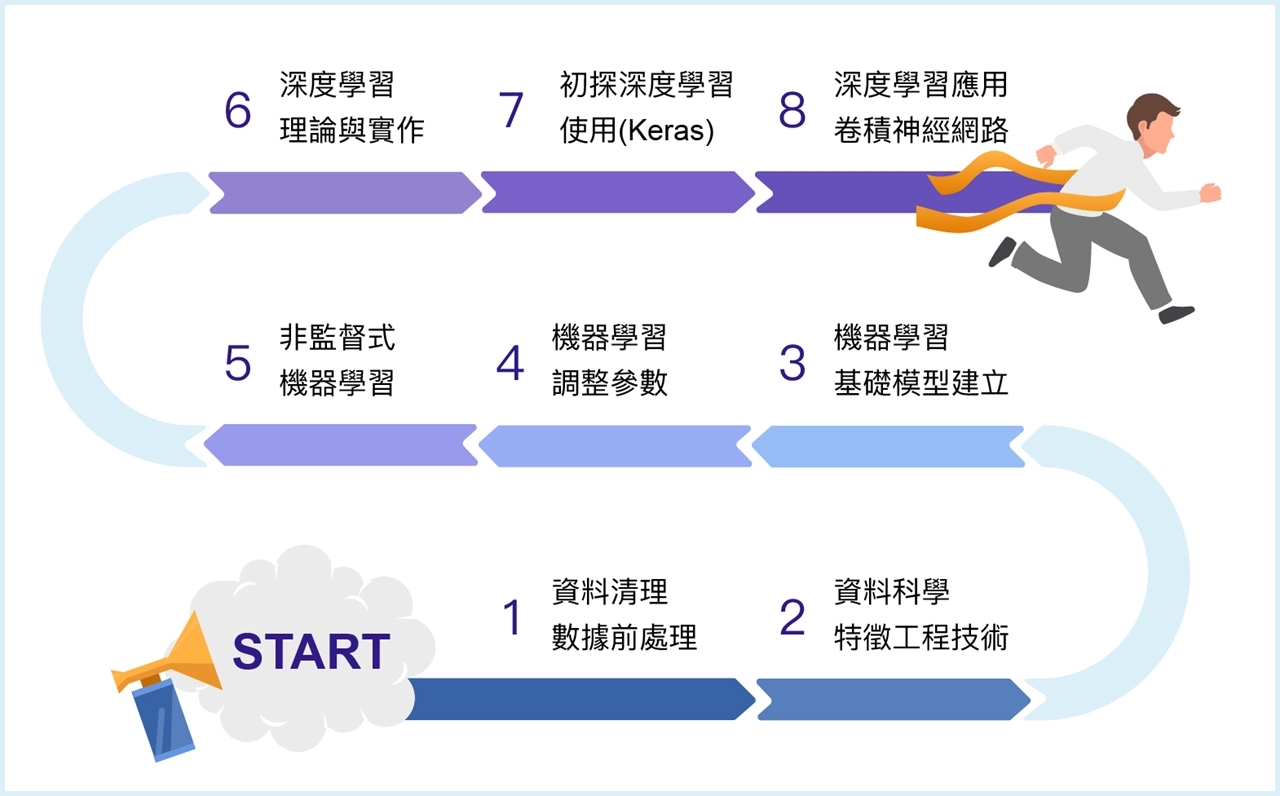 6
深度學習
理論與實作
7
初探深度學習
使用(Keras)
8
深度學習應用
卷積神經網路
5
非監督式
機器學習
4
機器學習
調整參數
3
機器學習
基礎模型建立
START
1
資料清理
數據前處理
2
資料科學
特徵工程技術